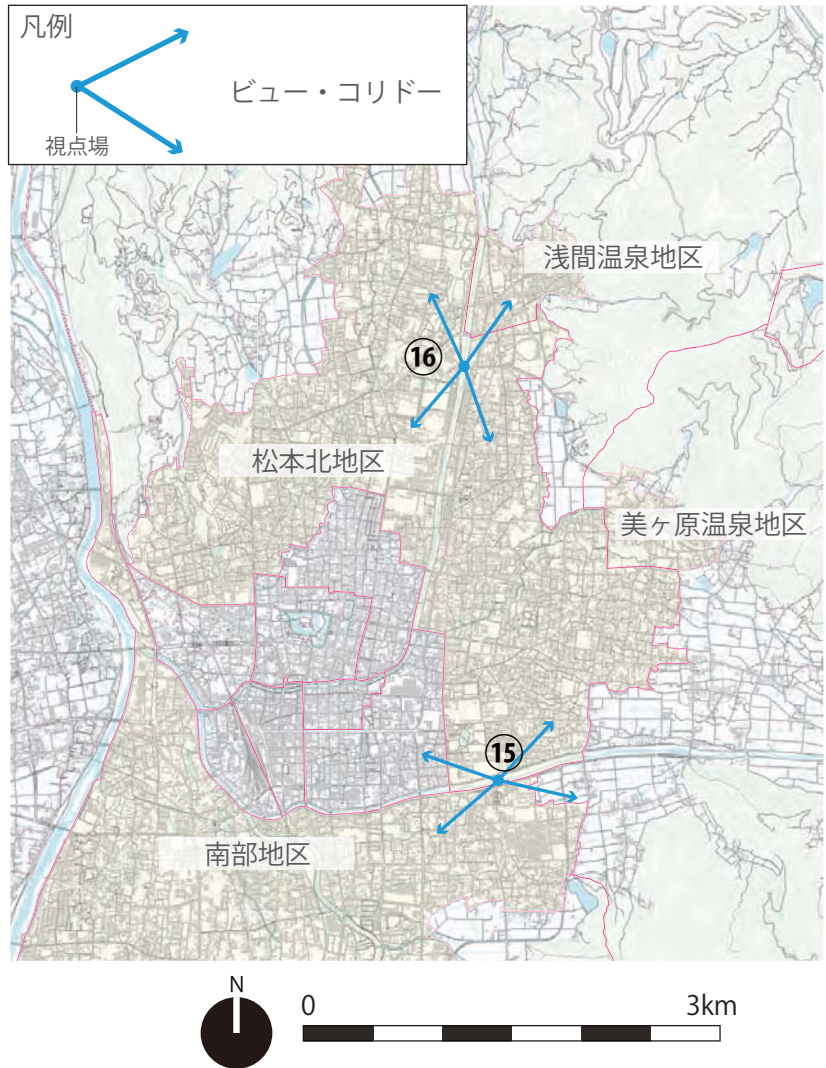 凡例
ビュー・コリドー
視点場
浅間温泉地区
⑯
松本北地区
美ヶ原温泉地区
⑮
南部地区
N
0
3km